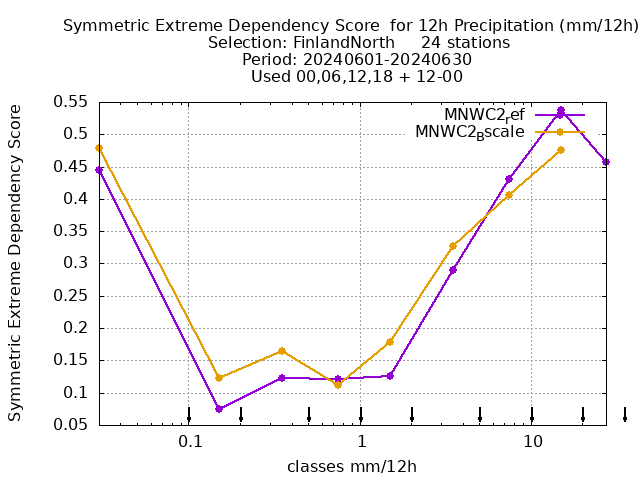 Symmetric Extreme Dependency Score  for 12h Precipitation (mm/12h)
Selection: FinlandNorth     24 stations
Period: 20240601-20240630
Used 00,06,12,18 + 12-00
MNWC2ref
MNWC2Bscale
Symmetric Extreme Dependency Score
0.55
0.5
0.45
0.4
0.35
0.3
0.25
0.2
0.15
0.1
0.05
0.1 1 10
classes mm/12h